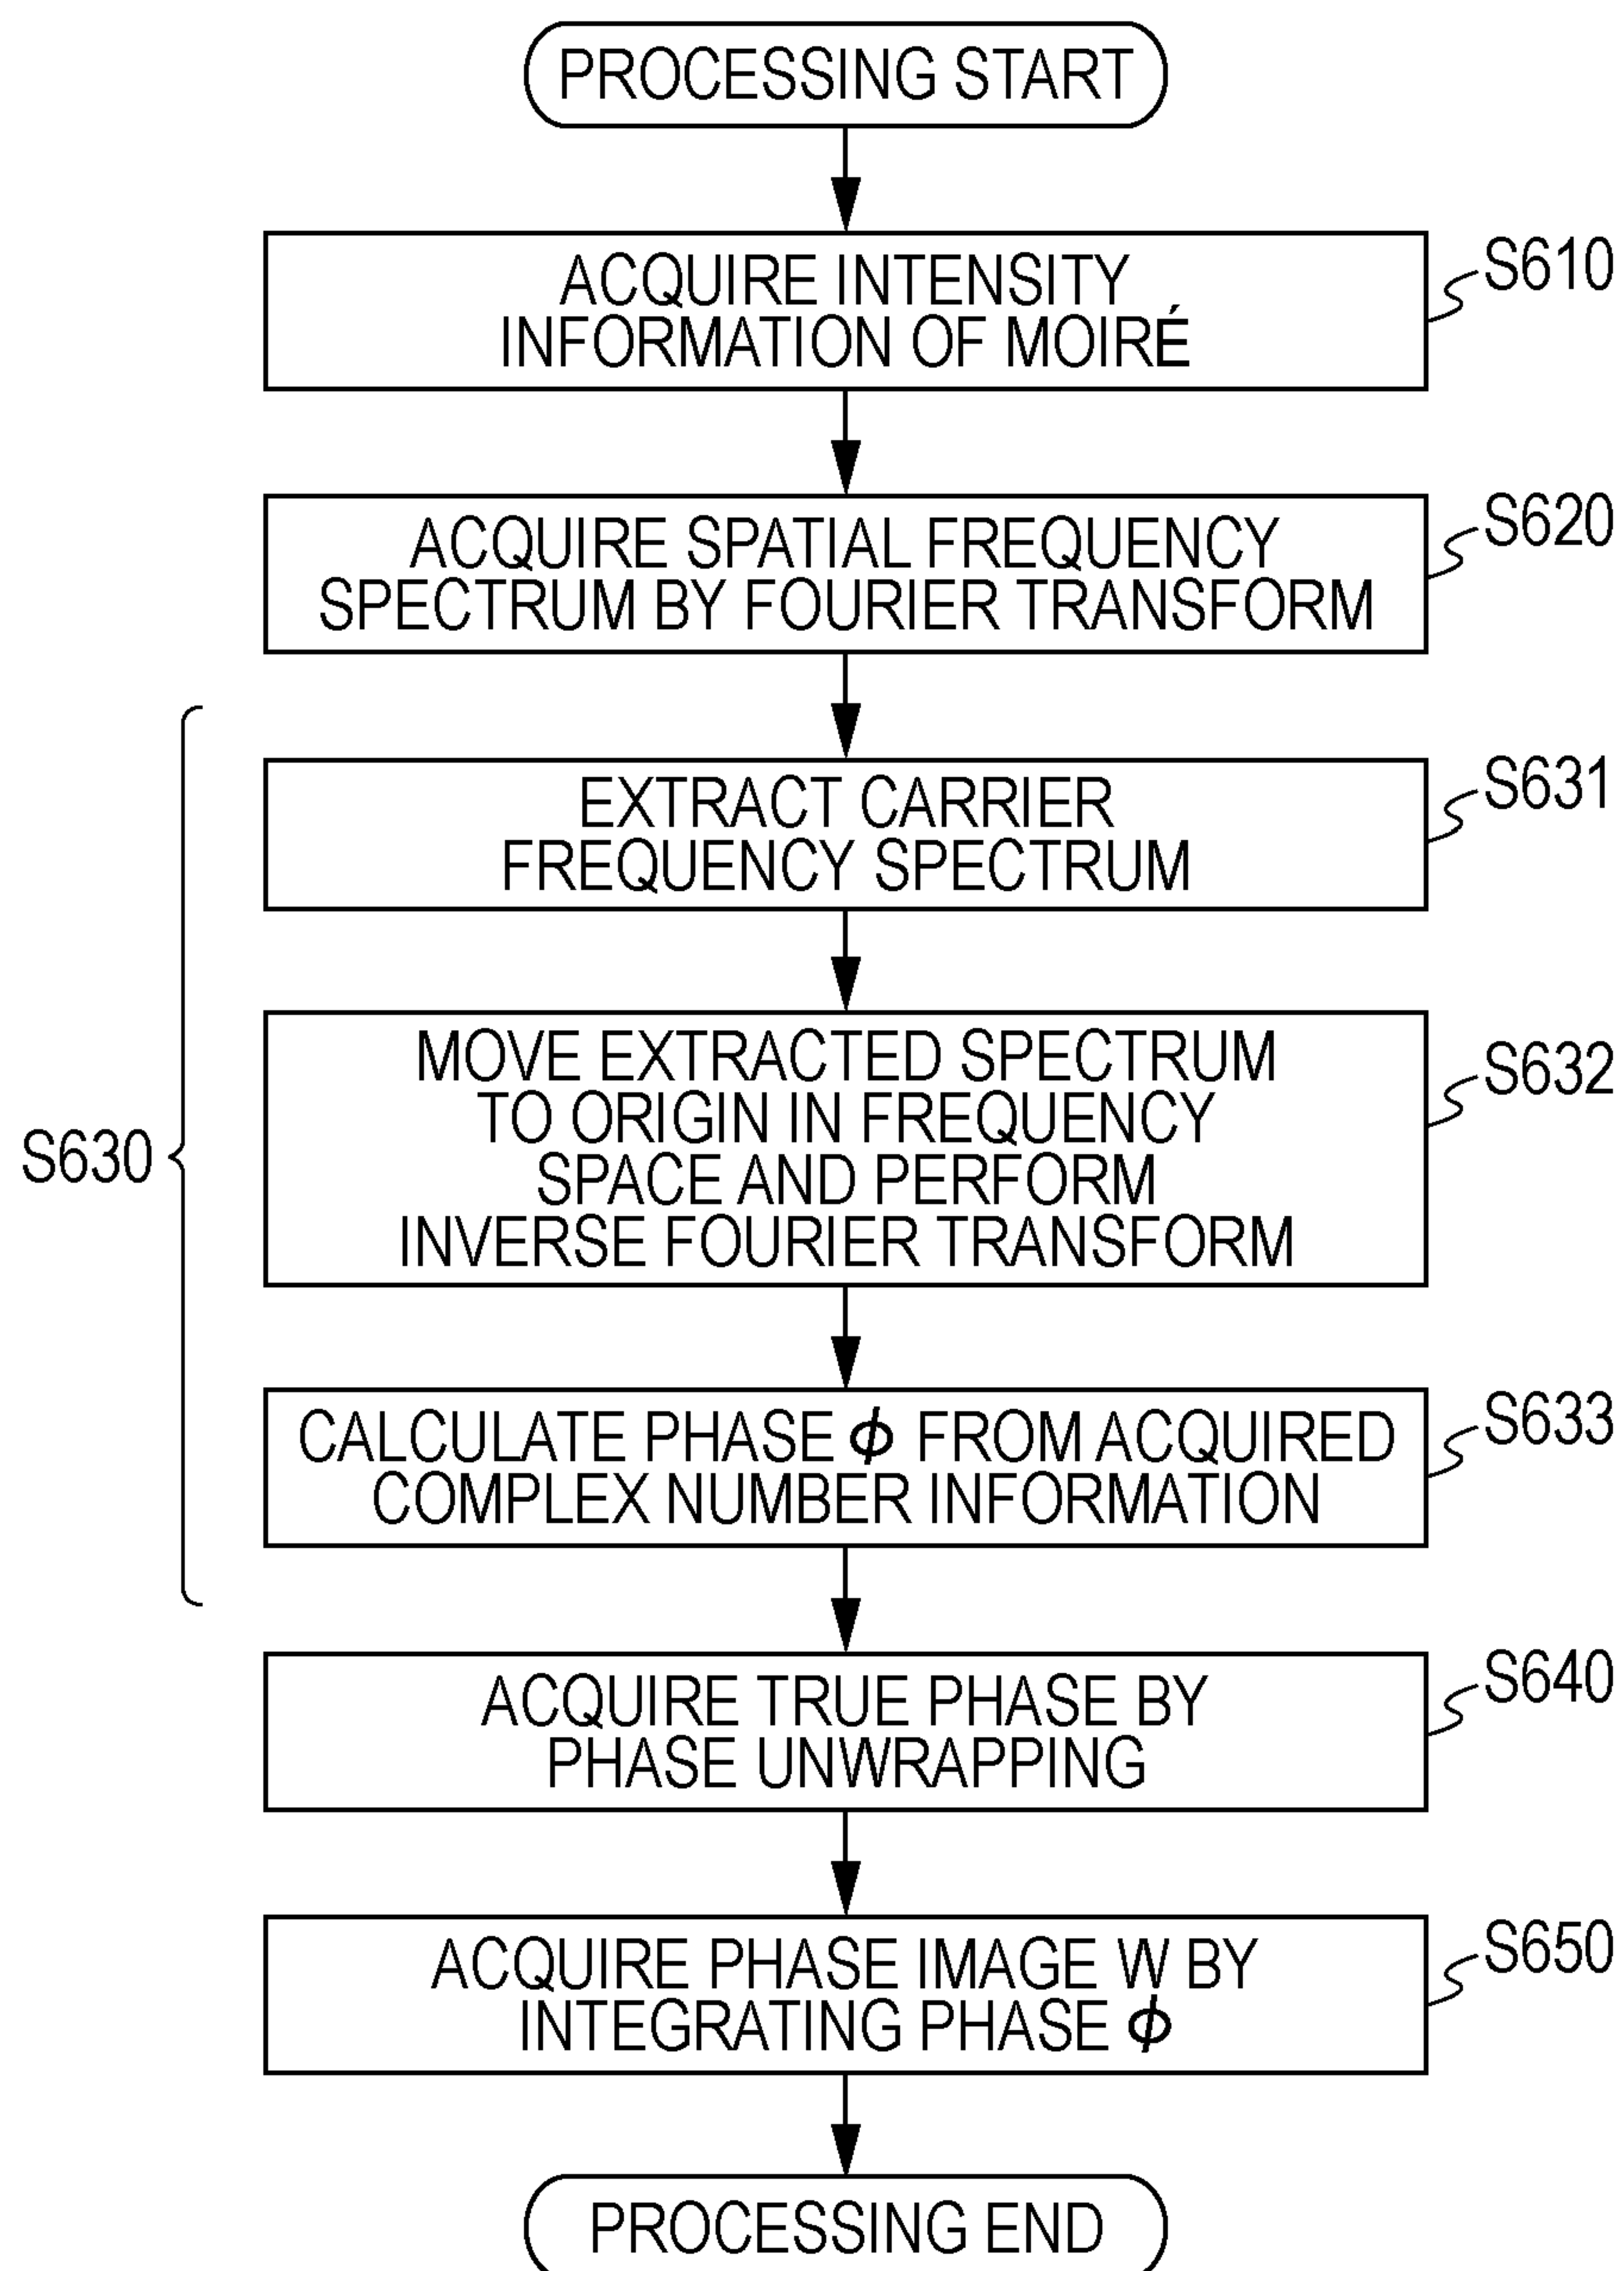 PROCESSING START
ACQUIRE INTENSITY
INFORMATION OF MOIRÉ
S610
ACQUIRE SPATIAL FREQUENCY
SPECTRUM BY FOURIER TRANSFORM
S620
EXTRACT CARRIER
FREQUENCY SPECTRUM
S631
MOVE EXTRACTED SPECTRUM
TO ORIGIN IN FREQUENCY
SPACE AND PERFORM
INVERSE FOURIER TRANSFORM
S632
S630
CALCULATE PHASE ϕ FROM ACQUIRED
COMPLEX NUMBER INFORMATION
S633
ACQUIRE TRUE PHASE BY
PHASE UNWRAPPING
S640
ACQUIRE PHASE IMAGE W BY
INTEGRATING PHASE ϕ
S650
PROCESSING END